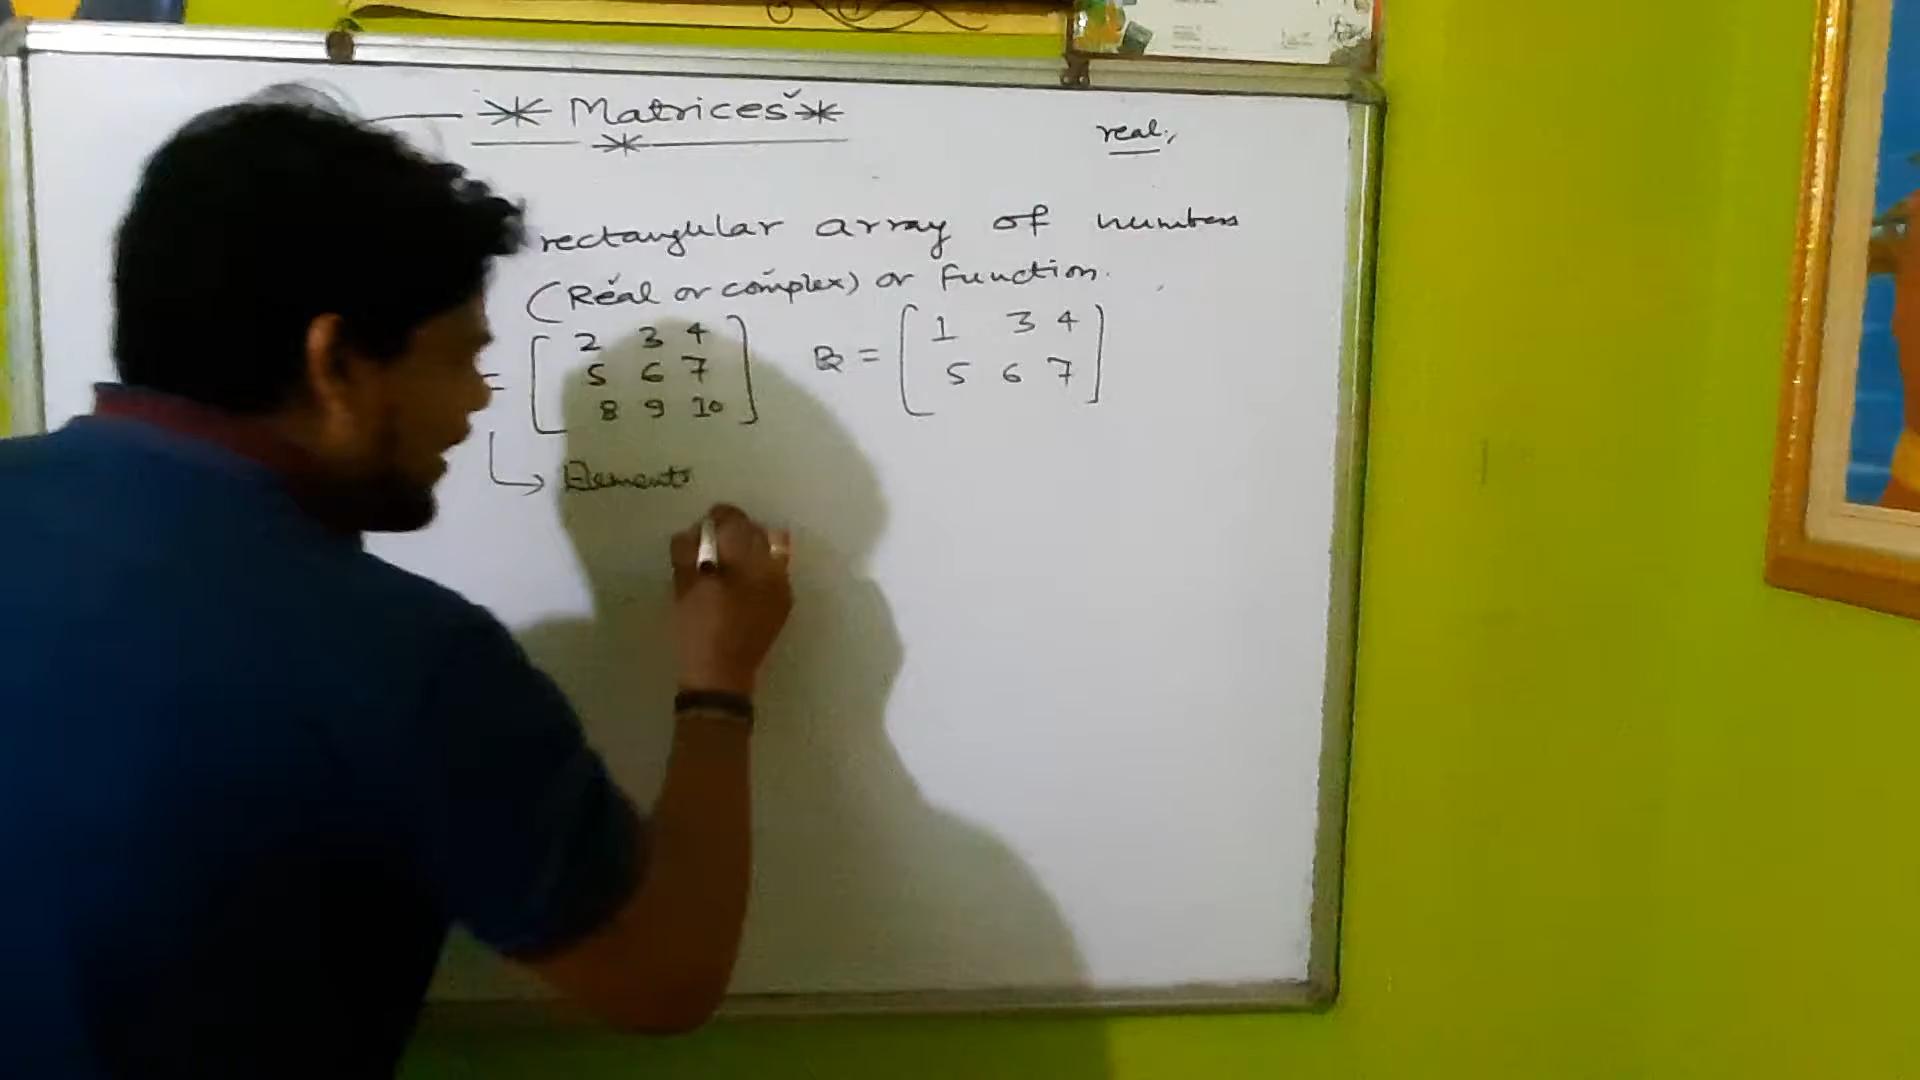 * Matrices *
*
real,
rectangular array of numbers
(Real or complex) or Function.
= [ 2 3 4
5 6 7
8 9 10 ]
B = [ 1 3 4
5 6 7 ]
↳ Elements